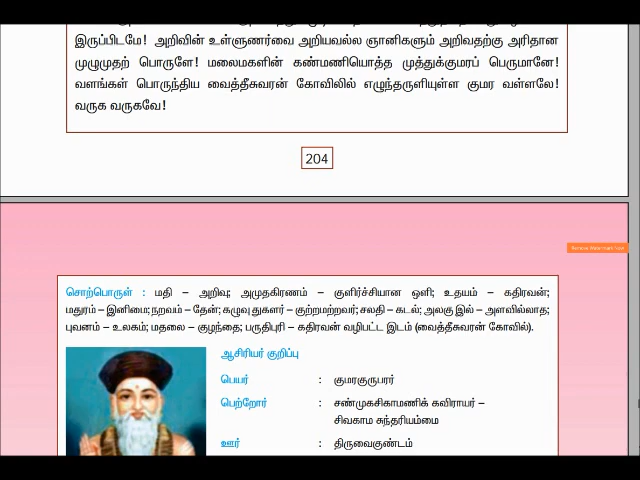 இருப்பிடமே! அறிவின் உள்ளுணர்வை அறியவல்ல ஞானிகளும் அறிவதற்கு அரிதான
முழுமுதற் பொருளே! மலைமகளின் கண்மணியொத்த முத்துக்குமரப் பெருமானே!
வளங்கள் பொருந்திய வைத்தீசுவரன் கோவிலில் எழுந்தருளியுள்ள குமர வள்ளலே!
வருக வருகவே!
204
சொற்பொருள் : மதி – அறிவு; அமுதகிரணம் – குளிர்ச்சியான ஒளி; உதயம் – கதிரவன்;
மதுரம் – இனிமை; நறவம் – தேன்; கழுவு துகளர் – குற்றமற்றவர்; சலதி – கடல்; அலகு இல் – அளவில்லாத;
புவனம் – உலகம்; மதலை – குழந்தை; பருதிபுரி – கதிரவன் வழிபட்ட இடம் (வைத்தீசுவரன் கோவில்).
ஆசிரியர் குறிப்பு
பெயர் : குமரகுருபரர்
பெற்றோர் : சண்முகசிகாமணிக் கவிராயர் –
சிவகாம சுந்தரியம்மை
ஊர் : திருவைகுண்டம்